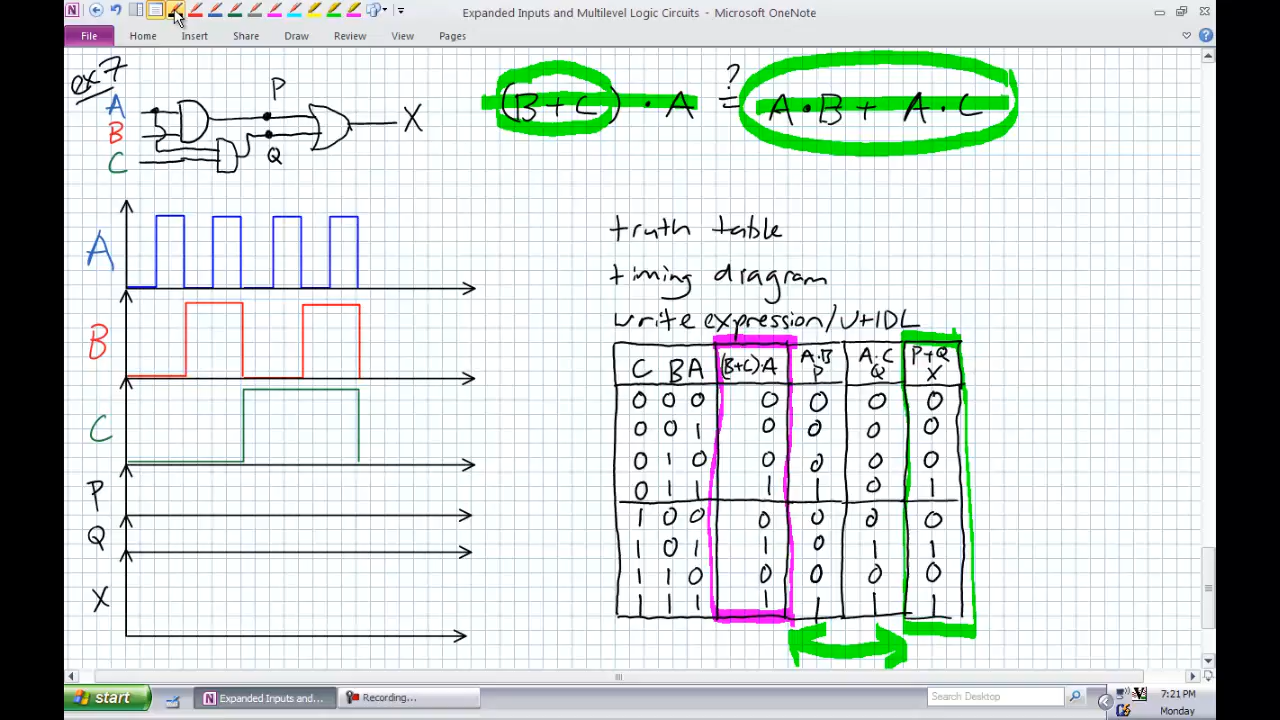 Expanded Inputs and Multilevel Logic Circuits - Microsoft OneNote
File Home Insert Share Draw Review View Pages
ex 7
A
B
C
P
Q
X
(B+C) · A ?= A·B + A·C
A
B
C
P
Q
X
truth table
timing diagram
write expression/VHDL
C B A (B+C)·A A·B P A·C Q P+Q X
0 0 0 0 0 0 0
0 0 1 0 0 0 0
0 1 0 0 0 0 0
0 1 1 1 1 0 1
1 0 0 0 0 0 0
1 0 1 1 0 1 1
1 1 0 0 0 0 0
1 1 1 1 1 1 1
start
Expanded Inputs and...
Recording...
Search Desktop
7:21 PM
Monday